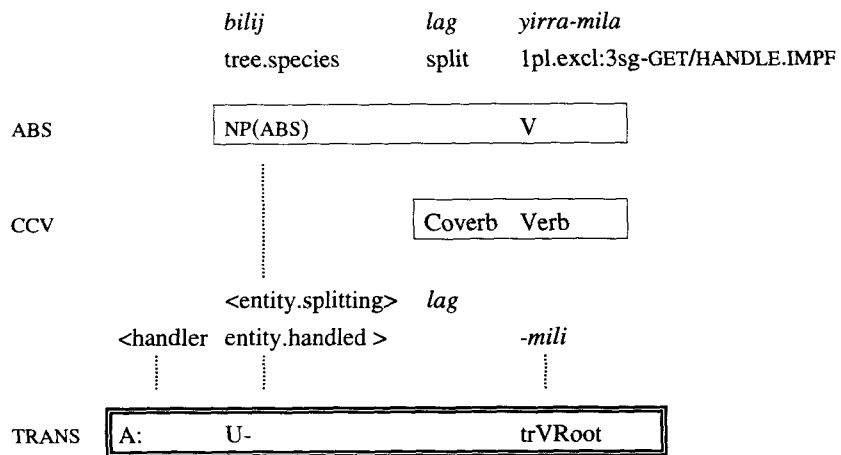 bilij lag yirra-mila
tree.species split 1pl.excl:3sg-GET/HANDLE.IMPF
ABS NP(ABS) V
CCV Coverb Verb
<entity.splitting> lag
<handler entity.handled > -mili
TRANS A: U- trVRoot